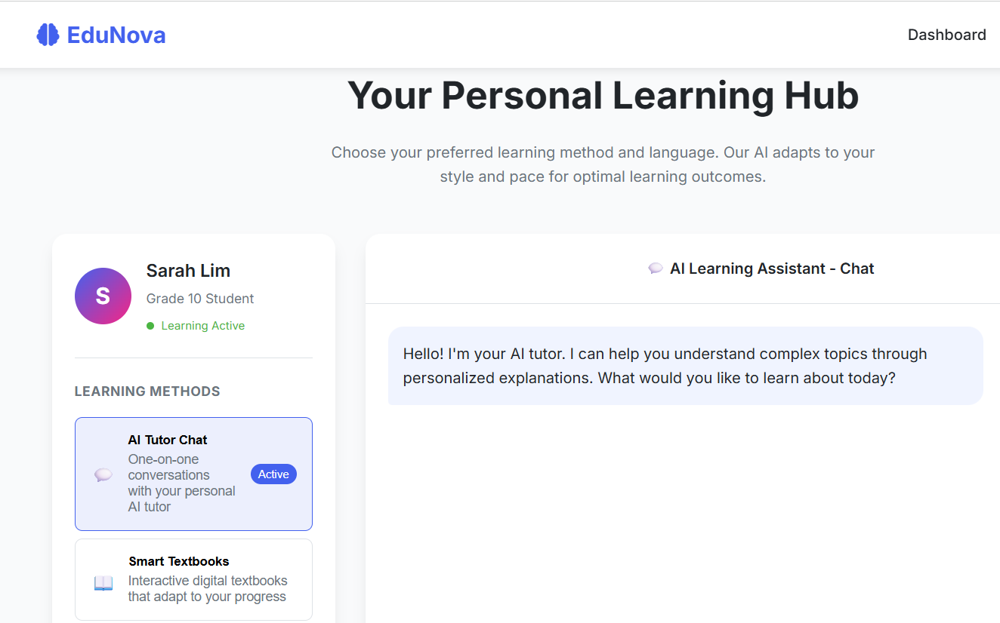 EduNova
Dashboard
Your Personal Learning Hub
Choose your preferred learning method and language. Our AI adapts to your
style and pace for optimal learning outcomes.
S
Sarah Lim
Grade 10 Student
Learning Active
LEARNING METHODS
AI Tutor Chat
One-on-one
conversations
with your personal
AI tutor
Active
Smart Textbooks
Interactive digital textbooks
that adapt to your progress
AI Learning Assistant - Chat
Hello! I'm your AI tutor. I can help you understand complex topics through
personalized explanations. What would you like to learn about today?